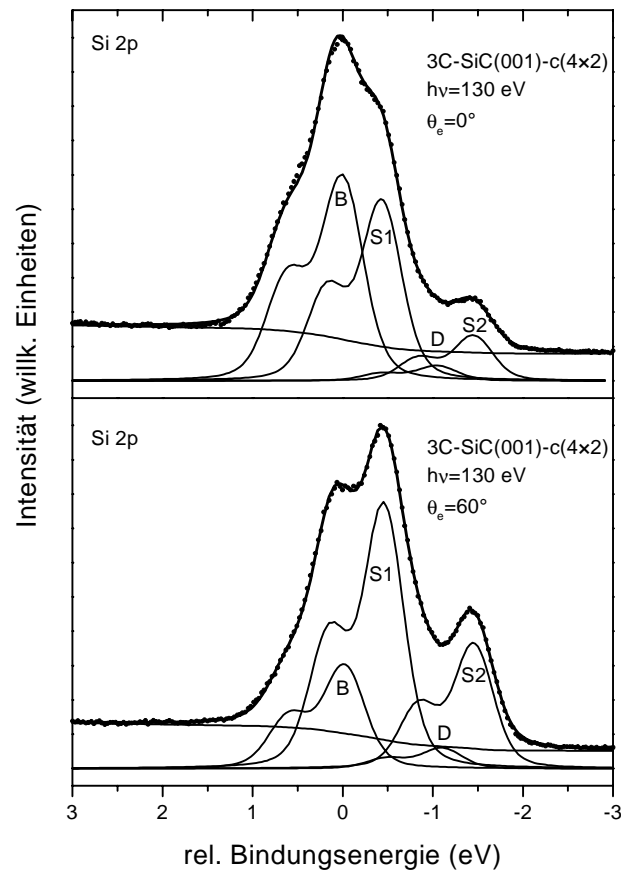 Si 2p
3C-SiC(001)-c(4×2)
hν=130 eV
θe=0°
B
S1
D
S2
Si 2p
3C-SiC(001)-c(4×2)
hν=130 eV
θe=60°
S1
S2
B
D
3 2 1 0 -1 -2 -3
rel. Bindungsenergie (eV)
Intensität (willk. Einheiten)